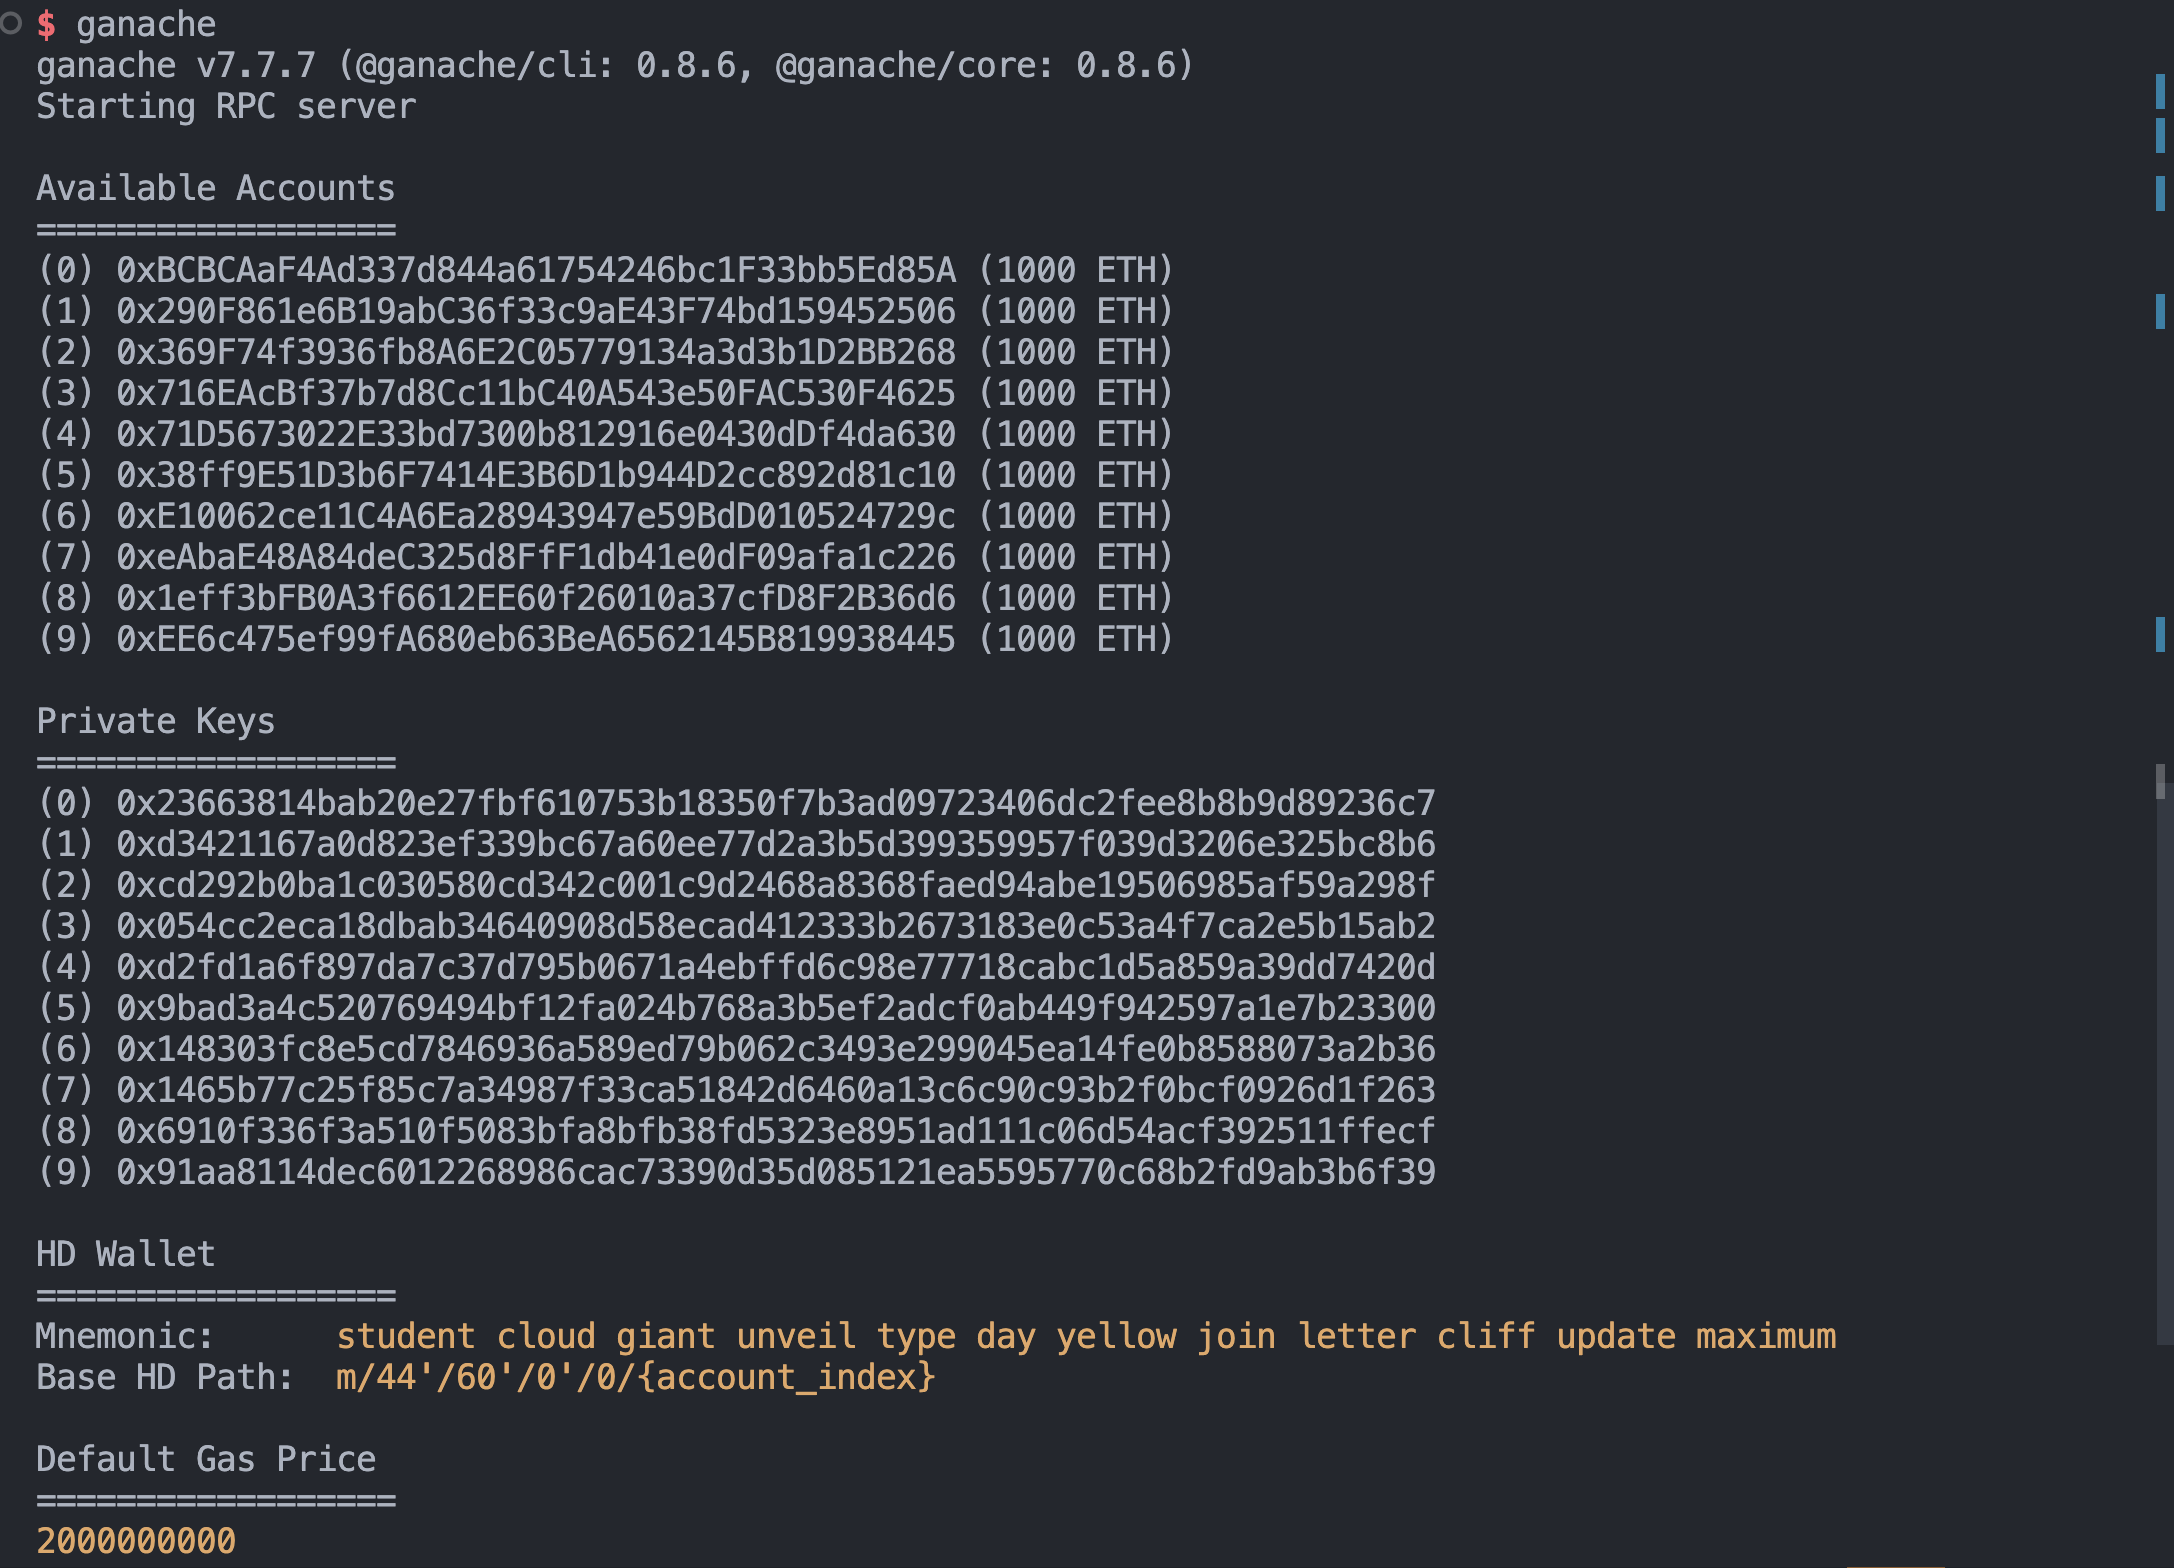 $ ganache
ganache v7.7.7 (@ganache/cli: 0.8.6, @ganache/core: 0.8.6)
Starting RPC server
Available Accounts
==================
(0) 0xBCBCAaF4Ad337d844a61754246bc1F33bb5Ed85A (1000 ETH)
(1) 0x290F861e6B19abC36f33c9aE43F74bd159452506 (1000 ETH)
(2) 0x369F74f3936fb8A6E2C05779134a3d3b1D2BB268 (1000 ETH)
(3) 0x716EAcBf37b7d8Cc11bC40A543e50FAC530F4625 (1000 ETH)
(4) 0x71D5673022E33bd7300b812916e0430dDf4da630 (1000 ETH)
(5) 0x38ff9E51D3b6F7414E3B6D1b944D2cc892d81c10 (1000 ETH)
(6) 0xE10062ce11C4A6Ea28943947e59BdD010524729c (1000 ETH)
(7) 0xeAbaE48A84deC325d8FfF1db41e0dF09afa1c226 (1000 ETH)
(8) 0x1eff3bFB0A3f6612EE60f26010a37cfD8F2B36d6 (1000 ETH)
(9) 0xEE6c475ef99fA680eb63BeA6562145B819938445 (1000 ETH)
Private Keys
==================
(0) 0x23663814bab20e27fbf610753b18350f7b3ad09723406dc2fee8b8b9d89236c7
(1) 0xd3421167a0d823ef339bc67a60ee77d2a3b5d399359957f039d3206e325bc8b6
(2) 0xcd292b0ba1c030580cd342c001c9d2468a8368faed94abe19506985af59a298f
(3) 0x054cc2eca18dbab34640908d58ecad412333b2673183e0c53a4f7ca2e5b15ab2
(4) 0xd2fd1a6f897da7c37d795b0671a4ebffd6c98e77718cabc1d5a859a39dd7420d
(5) 0x9bad3a4c520769494bf12fa024b768a3b5ef2adcf0ab449f942597a1e7b23300
(6) 0x148303fc8e5cd7846936a589ed79b062c3493e299045ea14fe0b8588073a2b36
(7) 0x1465b77c25f85c7a34987f33ca51842d6460a13c6c90c93b2f0bcf0926d1f263
(8) 0x6910f336f3a510f5083bfa8bfb38fd5323e8951ad111c06d54acf392511ffecf
(9) 0x91aa8114dec6012268986cac73390d35d085121ea5595770c68b2fd9ab3b6f39
HD Wallet
==================
Mnemonic:      student cloud giant unveil type day yellow join letter cliff update maximum
Base HD Path:  m/44'/60'/0'/0/{account_index}
Default Gas Price
==================
2000000000